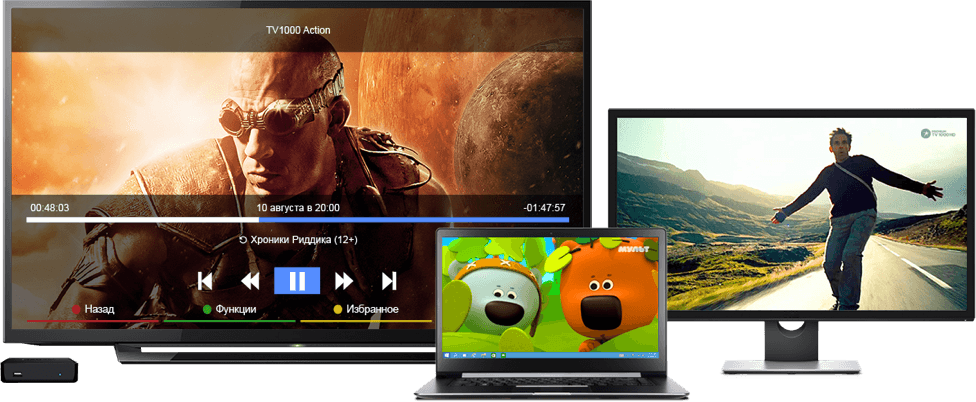 TV1000 Action
00:48:03
10 августа в 20:00
-01:47:57
Хроники Риддика (12+)
Назад
Функции
Избранное
МУЛЬТ